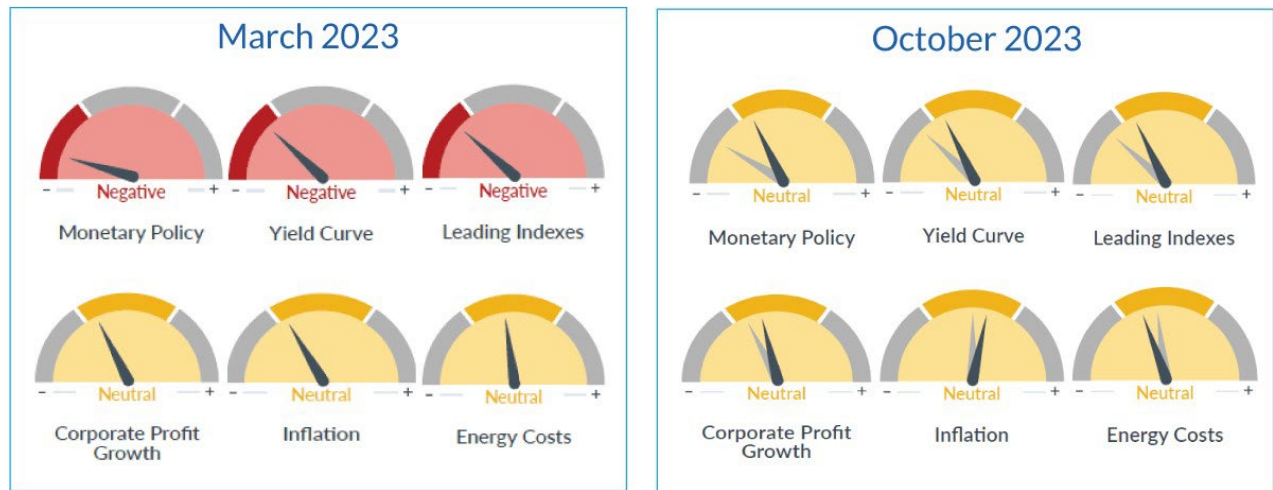 March 2023
- Negative +
- Negative +
- Negative +
Monetary Policy
Yield Curve
Leading Indexes
- Neutral +
- Neutral +
- Neutral +
Corporate Profit
Growth
Inflation
Energy Costs
October 2023
- Neutral +
- Neutral +
- Neutral +
Monetary Policy
Yield Curve
Leading Indexes
- Neutral +
- Neutral +
- Neutral +
Corporate Profit
Growth
Inflation
Energy Costs